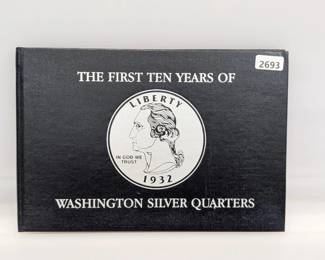 2693
THE FIRST TEN YEARS OF
LIBERTY
IN GOD WE
TRUST
1932
WASHINGTON SILVER QUARTERS